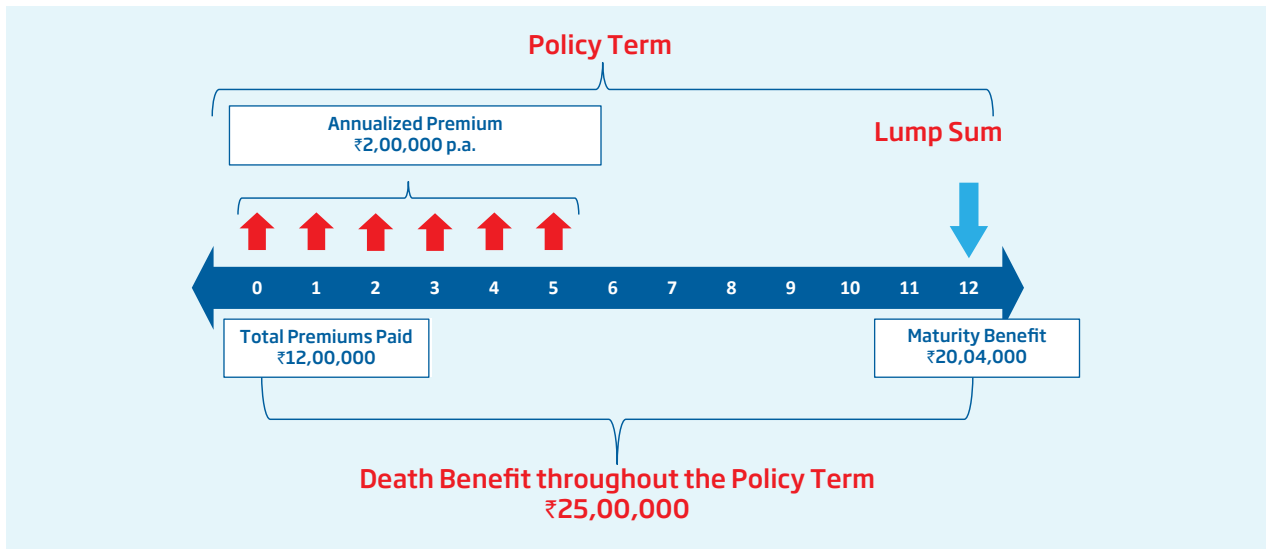 Policy Term
Annualized Premium
₹2,00,000 p.a.
Lump Sum
0 1 2 3 4 5 6 7 8 9 10 11 12
Total Premiums Paid
₹12,00,000
Maturity Benefit
₹20,04,000
Death Benefit throughout the Policy Term
₹25,00,000